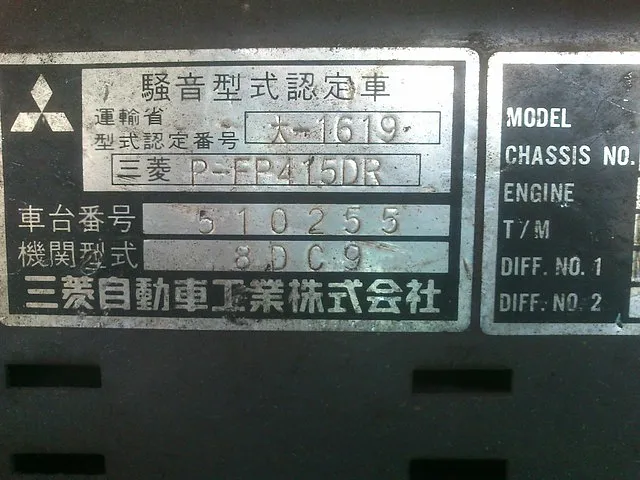 騒音型式認定車
運輸省
型式認定番号 大-1619
三菱 P-FP415DR
車台番号 510255
機関型式 8DC9
三菱自動車工業株式会社
MODEL
CHASSIS NO.
ENGINE
T/M
DIFF. NO. 1
DIFF. NO. 2